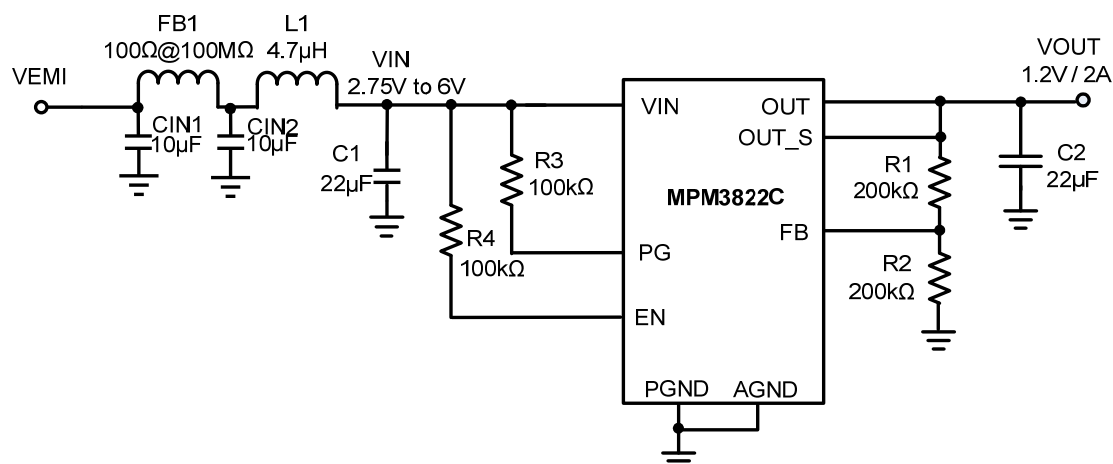 FB1
100Ω@100MΩ
L1
4.7µH
VEMI
VIN
2.75V to 6V
CIN1
10µF
CIN2
10µF
C1
22µF
R3
100kΩ
R4
100kΩ
VIN
PG
EN
MPM3822C
OUT
OUT_S
FB
PGND
AGND
VOUT
1.2V / 2A
R1
200kΩ
R2
200kΩ
C2
22µF